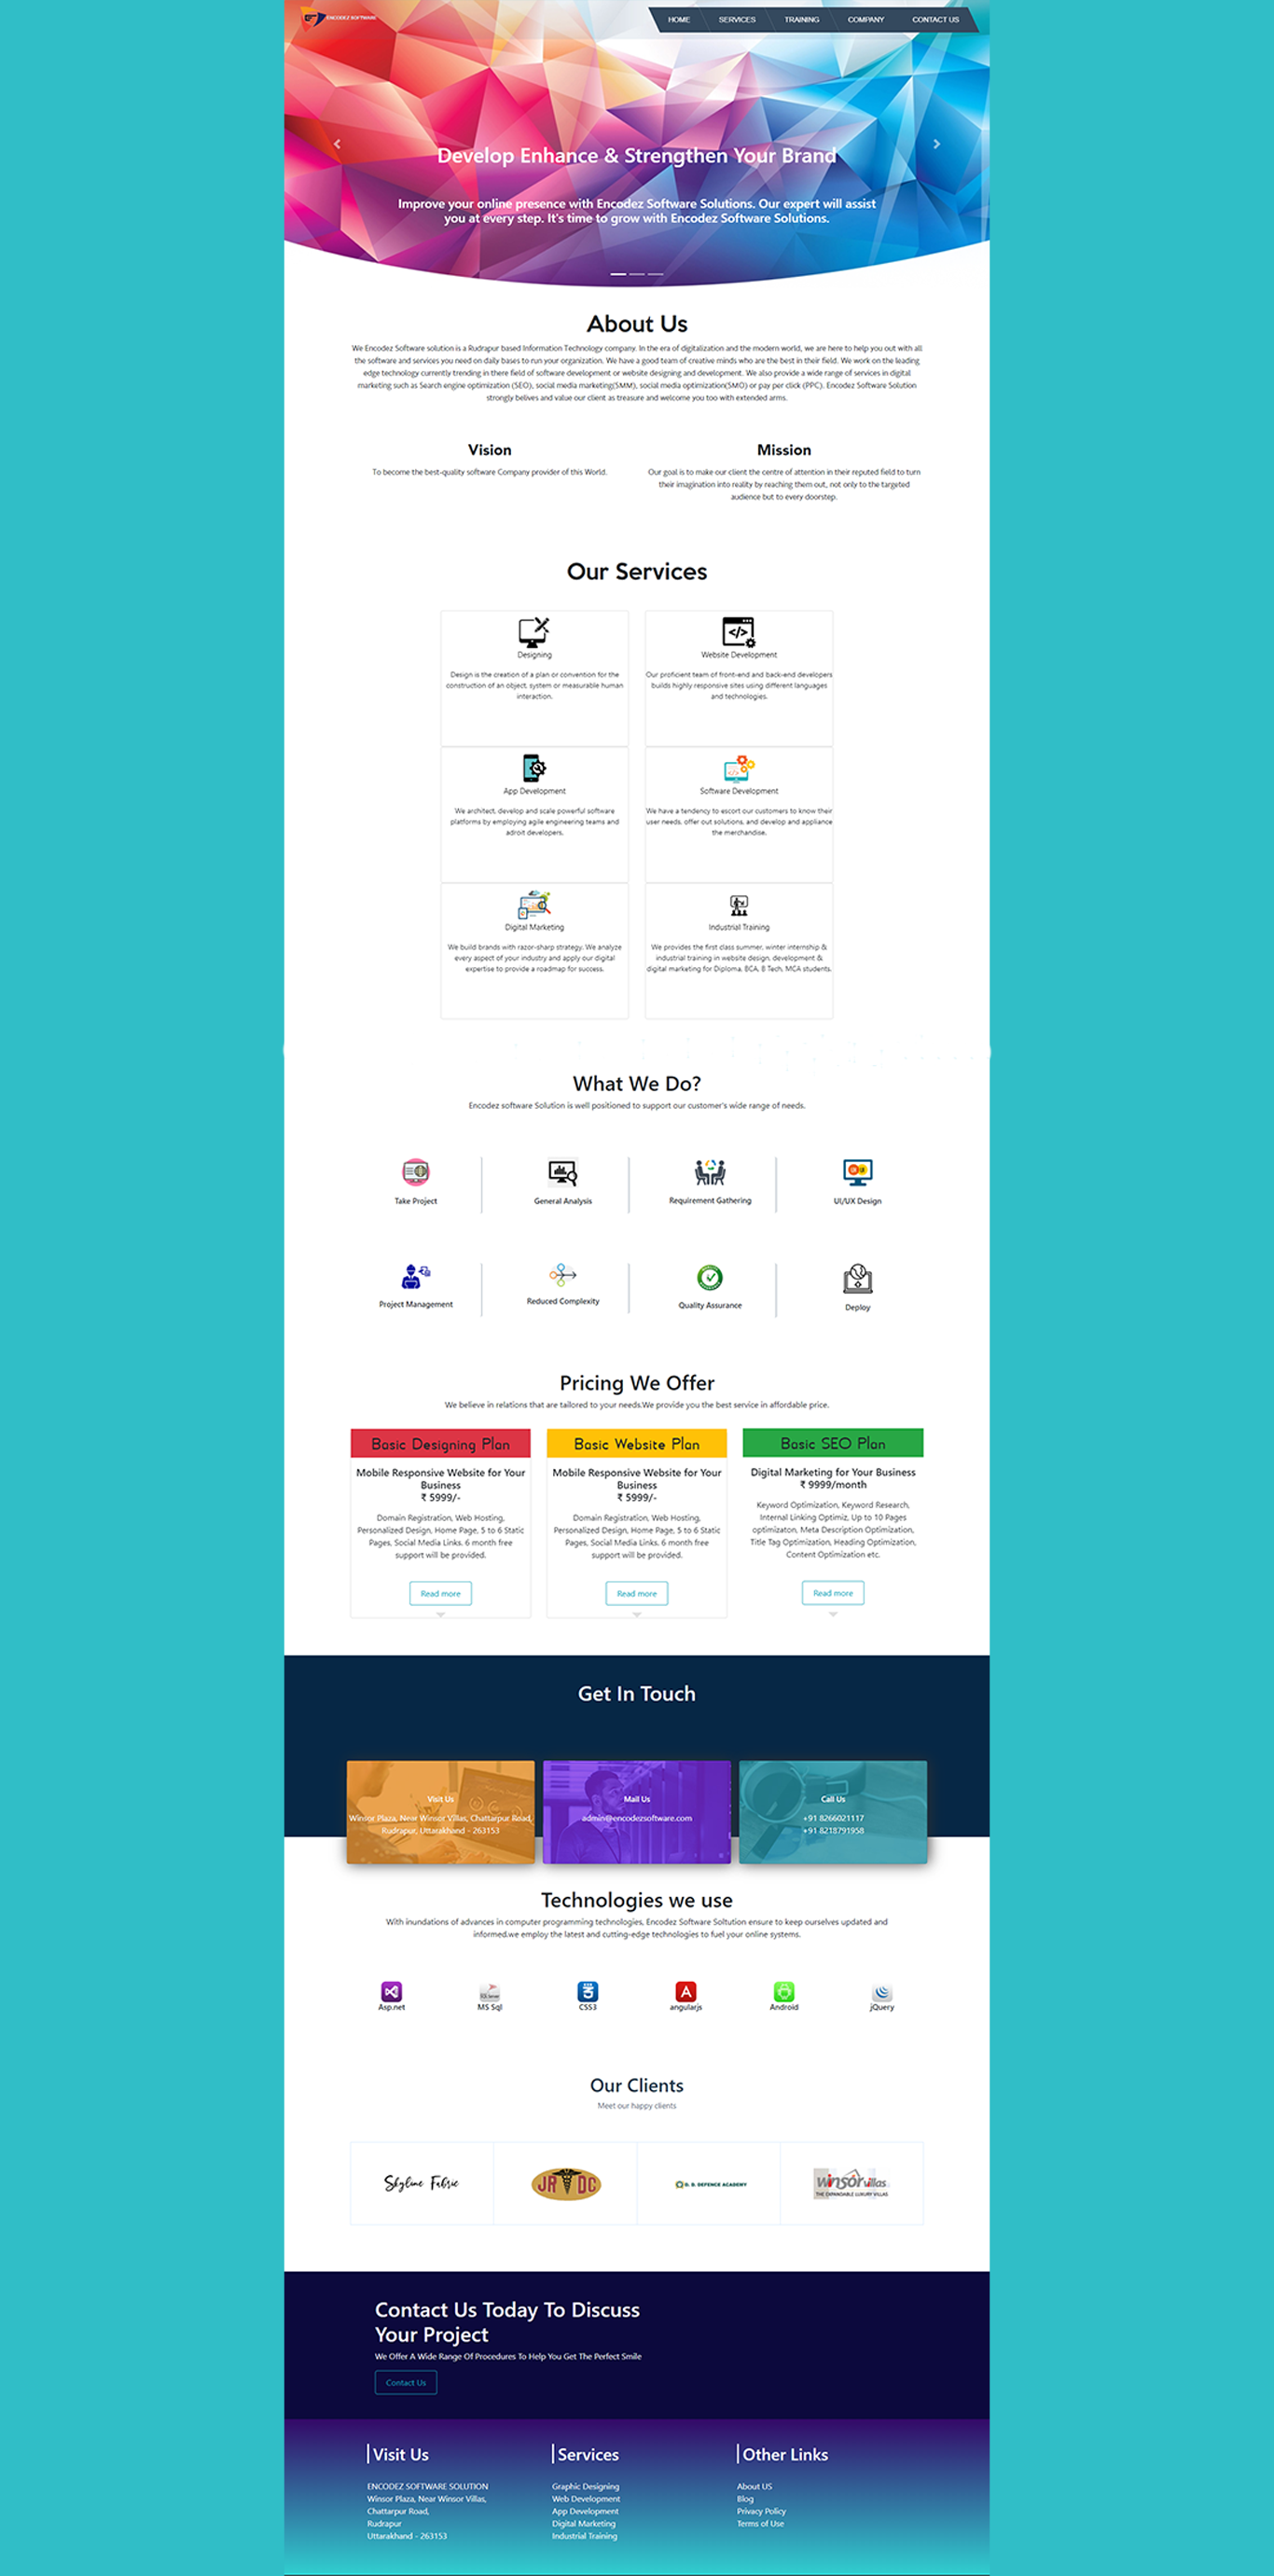 ENCODEZ SOFTWARE
HOME SERVICES TRAINING COMPANY CONTACT US
Develop Enhance & Strengthen Your Brand
Improve your online presence with Encodez Software Solutions. Our expert will assist
you at every step. It's time to grow with Encodez Software Solutions.
About Us
We Encodez Software solution is a Rudrapur based Information Technology company. In the era of digitalization and the modern world, we are here to help you out with all
the software and services you need on daily bases to run your organization. We have a good team of creative minds who are the best in their field. We work on the leading
edge technology currently trending in there field of software development or website designing and development. We also provide a wide range of services in digital
marketing such as Search engine optimization (SEO), social media marketing(SMM), social media optimization(SMO) or pay per click (PPC). Encodez Software Solution
strongly belives and value our client as treasure and welcome you too with extended arms.
Vision
To become the best-quality software Company provider of this World.
Mission
Our goal is to make our client the centre of attention in their reputed field to turn
their imagination into reality by reaching them out, not only to the targeted
audience but to every doorstep.
Our Services
Designing
Design is the creation of a plan or convention for the
construction of an object, system or measurable human
interaction.
Website Development
Our proficient team of front-end and back-end developers
builds highly responsive sites using different languages
and technologies.
App Development
We architect, develop and scale powerful software
platforms by employing agile engineering teams and
adroit developers.
Software Development
We have a tendency to escort our customers to know their
user needs, offer out solutions, and develop and appliance
the merchandise.
Digital Marketing
We build brands with razor-sharp strategy. We analyze
every aspect of your industry and apply our digital
expertise to provide a roadmap for success.
Industrial Training
We provides the first class summer, winter internship &
industrial training in website design, development &
digital marketing for Diploma, BCA, B Tech, MCA students.
What We Do?
Encodez software Solution is well positioned to support our customer's wide range of needs.
Take Project
General Analysis
Requirement Gathering
UI/UX Design
Project Management
Reduced Complexity
Quality Assurance
Deploy
Pricing We Offer
We believe in relations that are tailored to your needs.We provide you the best service in affordable price.
Basic Designing Plan
Mobile Responsive Website for Your
Business
₹ 5999/-
Domain Registration, Web Hosting,
Personalized Design, Home Page, 5 to 6 Static
Pages, Social Media Links. 6 month free
support will be provided.
Read more
Basic Website Plan
Mobile Responsive Website for Your
Business
₹ 5999/-
Domain Registration, Web Hosting,
Personalized Design, Home Page, 5 to 6 Static
Pages, Social Media Links. 6 month free
support will be provided.
Read more
Basic SEO Plan
Digital Marketing for Your Business
₹ 9999/month
Keyword Optimization, Keyword Research,
Internal Linking Optimiz, Up to 10 Pages
optimizaton, Meta Description Optimization,
Title Tag Optimization, Heading Optimization,
Content Optimization etc.
Read more
Get In Touch
Visit Us
Winsor Plaza, Near Winsor Villas, Chattarpur Road,
Rudrapur, Uttarakhand - 263153
Mail Us
admin@encodezsoftware.com
Call Us
+91 8266021117
+91 8218791958
Technologies we use
With inundations of advances in computer programming technologies, Encodez Software Soltution ensure to keep ourselves updated and
informed.we employ the latest and cutting-edge technologies to fuel your online systems.
Asp.net
MS Sql
CSS3
angularjs
Android
jQuery
Our Clients
Meet our happy clients
Skyline Fabric
JR DC
D. D. DEFENCE ACADEMY
winsor villas
THE EXPANDABLE LUXURY VILLAS
Contact Us Today To Discuss
Your Project
We Offer A Wide Range Of Procedures To Help You Get The Perfect Smile
Contact Us
Visit Us
ENCODEZ SOFTWARE SOLUTION
Winsor Plaza, Near Winsor Villas,
Chattarpur Road,
Rudrapur
Uttarakhand - 263153
Services
Graphic Designing
Web Development
App Development
Digital Marketing
Industrial Training
Other Links
About US
Blog
Privacy Policy
Terms of Use